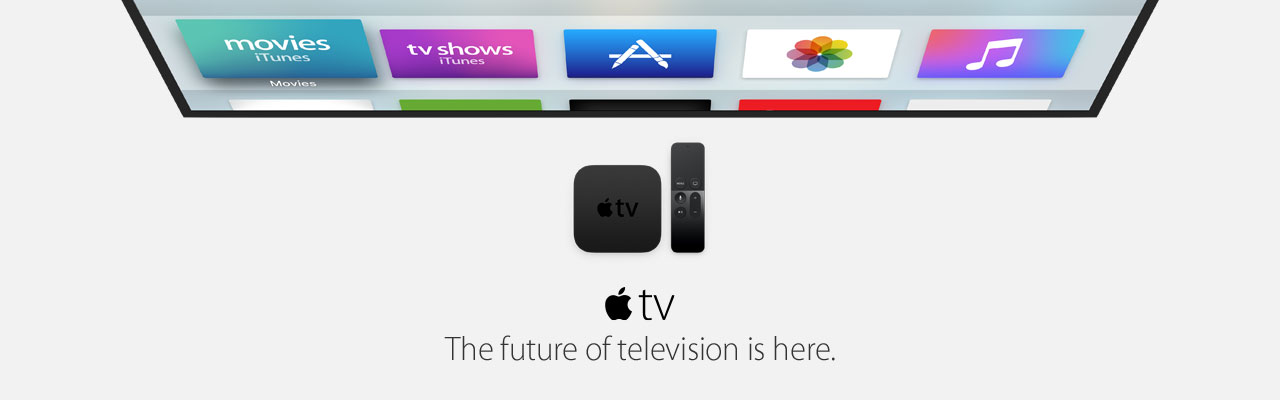 movies
iTunes
Movies
tv shows
iTunes
tv
MENU
tv
The future of television is here.